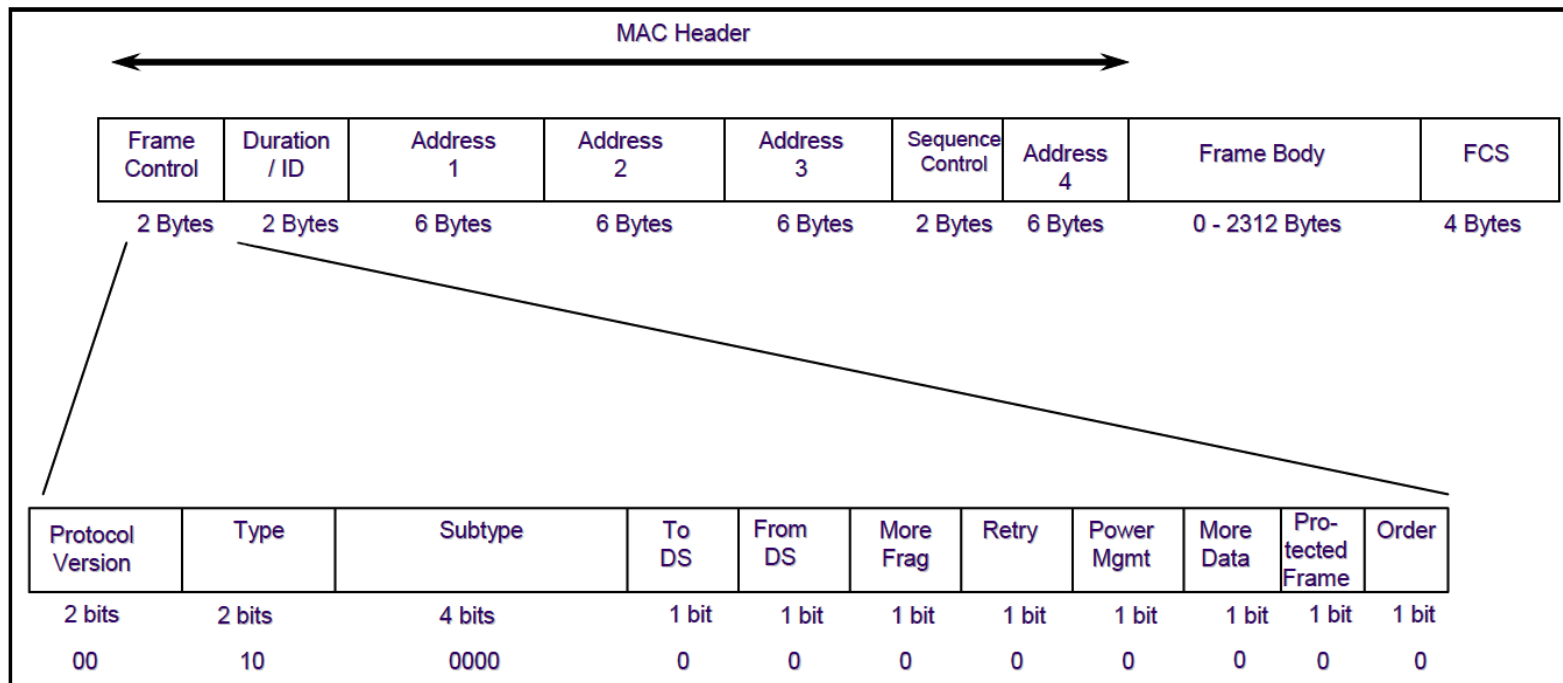 MAC Header
Frame Control
Duration / ID
Address 1
Address 2
Address 3
Sequence Control
Address 4
Frame Body
FCS
2 Bytes 2 Bytes 6 Bytes 6 Bytes 6 Bytes 2 Bytes 6 Bytes 0 - 2312 Bytes 4 Bytes
Protocol Version
Type
Subtype
To DS
From DS
More Frag
Retry
Power Mgmt
More Data
Pro-
tected
Frame
Order
2 bits 2 bits 4 bits 1 bit 1 bit 1 bit 1 bit 1 bit 1 bit 1 bit 1 bit
00 10 0000 0 0 0 0 0 0 0 0